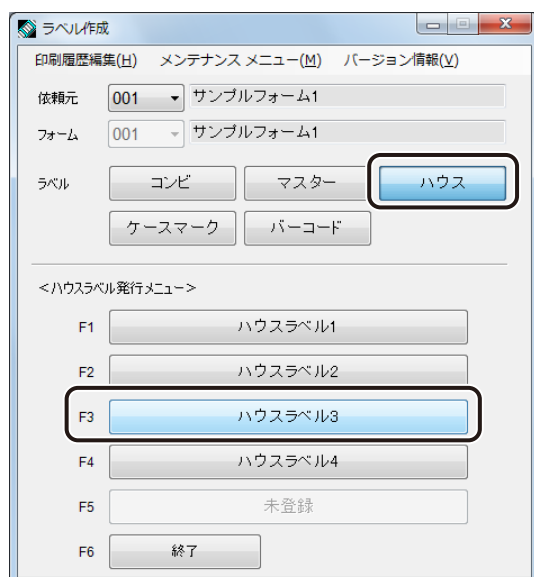 ラベル作成
印刷履歴編集(H) メンテナンス メニュー(M) バージョン情報(V)
依頼元 001 サンプルフォーム1
フォーム 001 サンプルフォーム1
ラベル コンビ マスター ハウス
ケースマーク バーコード
<ハウスラベル発行メニュー>
F1 ハウスラベル1
F2 ハウスラベル2
F3 ハウスラベル3
F4 ハウスラベル4
F5 未登録
F6 終了